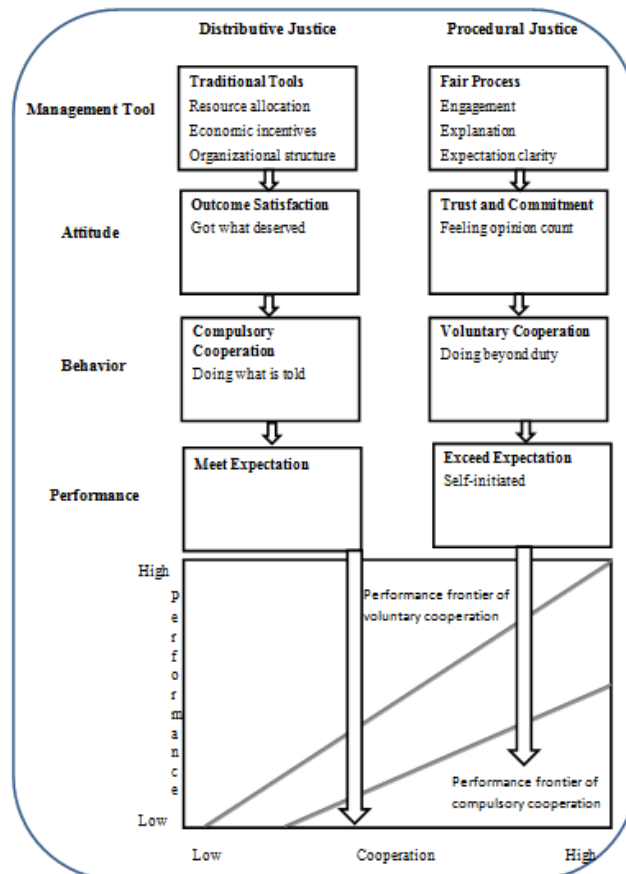 Distributive Justice
Procedural Justice
Management Tool
Traditional Tools
Resource allocation
Economic incentives
Organizational structure
Fair Process
Engagement
Explanation
Expectation clarity
Attitude
Outcome Satisfaction
Got what deserved
Trust and Commitment
Feeling opinion count
Behavior
Compulsory
Cooperation
Doing what is told
Voluntary Cooperation
Doing beyond duty
Performance
Meet Expectation
Exceed Expectation
Self-initiated
High
Performance
Low
Performance frontier of
voluntary cooperation
Performance frontier of
compulsory cooperation
Low
Cooperation
High